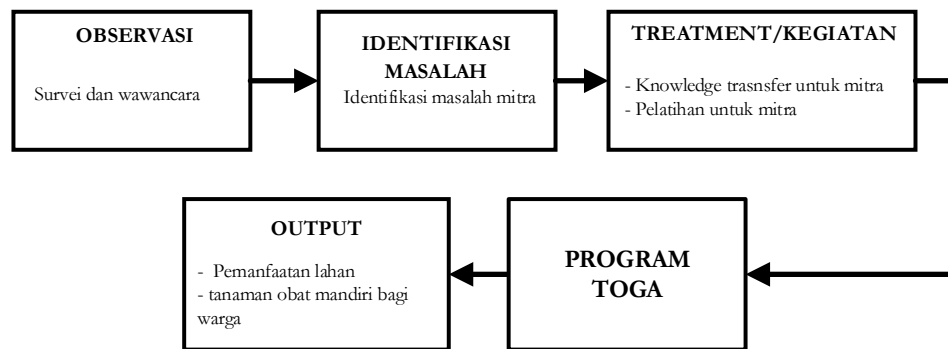 OBSERVASI
Survei dan wawancara
IDENTIFIKASI
MASALAH
Identifikasi masalah mitra
TREATMENT/KEGIATAN
- Knowledge trasnsfer untuk mitra
- Pelatihan untuk mitra
OUTPUT
- Pemanfaatan lahan
- tanaman obat mandiri bagi
warga
PROGRAM
TOGA